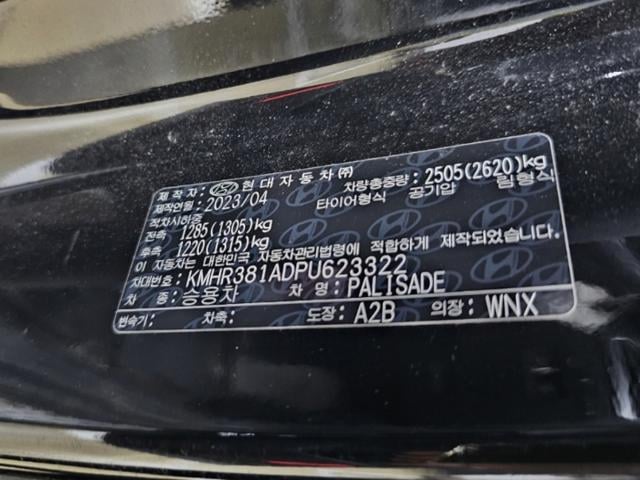 제작자: 현대자동차㈜ 차량총중량: 2505(2620)kg
제작연월: 2023/04 타이어형식 공기압 림형식
적차시하중
전축 1285(1305)kg
후축 1220(1315)kg
이 자동차는 대한민국 자동차관리법령에 적합하게 제작되었습니다.
차대번호: KMHR381ADPU623322
차 종: 승용차 차 명: PALISADE
변속기: 차축: 도장: A2B 의장: WNX